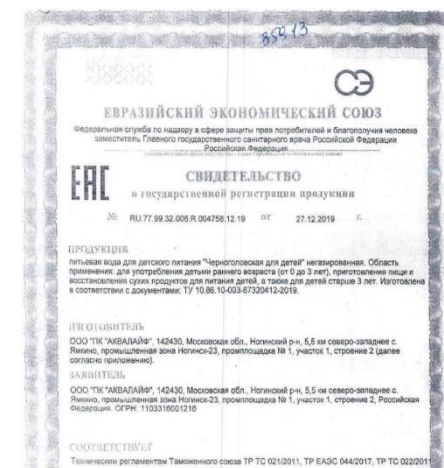 35913
СЭ
ЕВРАЗИЙСКИЙ ЭКОНОМИЧЕСКИЙ СОЮЗ
Федеральная служба по надзору в сфере защиты прав потребителей и благополучия человека
заместитель Главного государственного санитарного врача Российской Федерации
Российская Федерация
ЕАС
СВИДЕТЕЛЬСТВО
о государственной регистрации продукции
№ RU.77.99.32.005.R.004756.12.19 от 27.12.2019 г.
ПРОДУКЦИЯ
питьевая вода для детского питания "Черноголовская для детей" негазированная. Область
применения: для употребления детьми раннего возраста (от 0 до 3 лет), приготовления пищи и
восстановления сухих продуктов для питания детей, а также для детей старше 3 лет. Изготовлена
в соответствии с документами: ТУ 10.86.10-003-67320412-2019.
ИЗГОТОВИТЕЛЬ
ООО "ПК "АКВАЛАЙФ", 142430, Московская обл., Ногинский р-н, 5,5 км северо-западнее с.
Ямкино, промышленная зона Ногинск-23, промплощадка № 1, участок 1, строение 2 (далее
согласно приложению).
ЗАЯВИТЕЛЬ
ООО "ПК "АКВАЛАЙФ", 142430, Московская обл., Ногинский р-н, 5,5 км северо-западнее с.
Ямкино, промышленная зона Ногинск-23, промплощадка № 1, участок 1, строение 2, Российская
Федерация. ОГРН: 1103316001216
СООТВЕТСТВУЕТ
Техническим регламентам Таможенного союза ТР ТС 021/2011, ТР ЕАЭС 044/2017, ТР ТС 022/2011